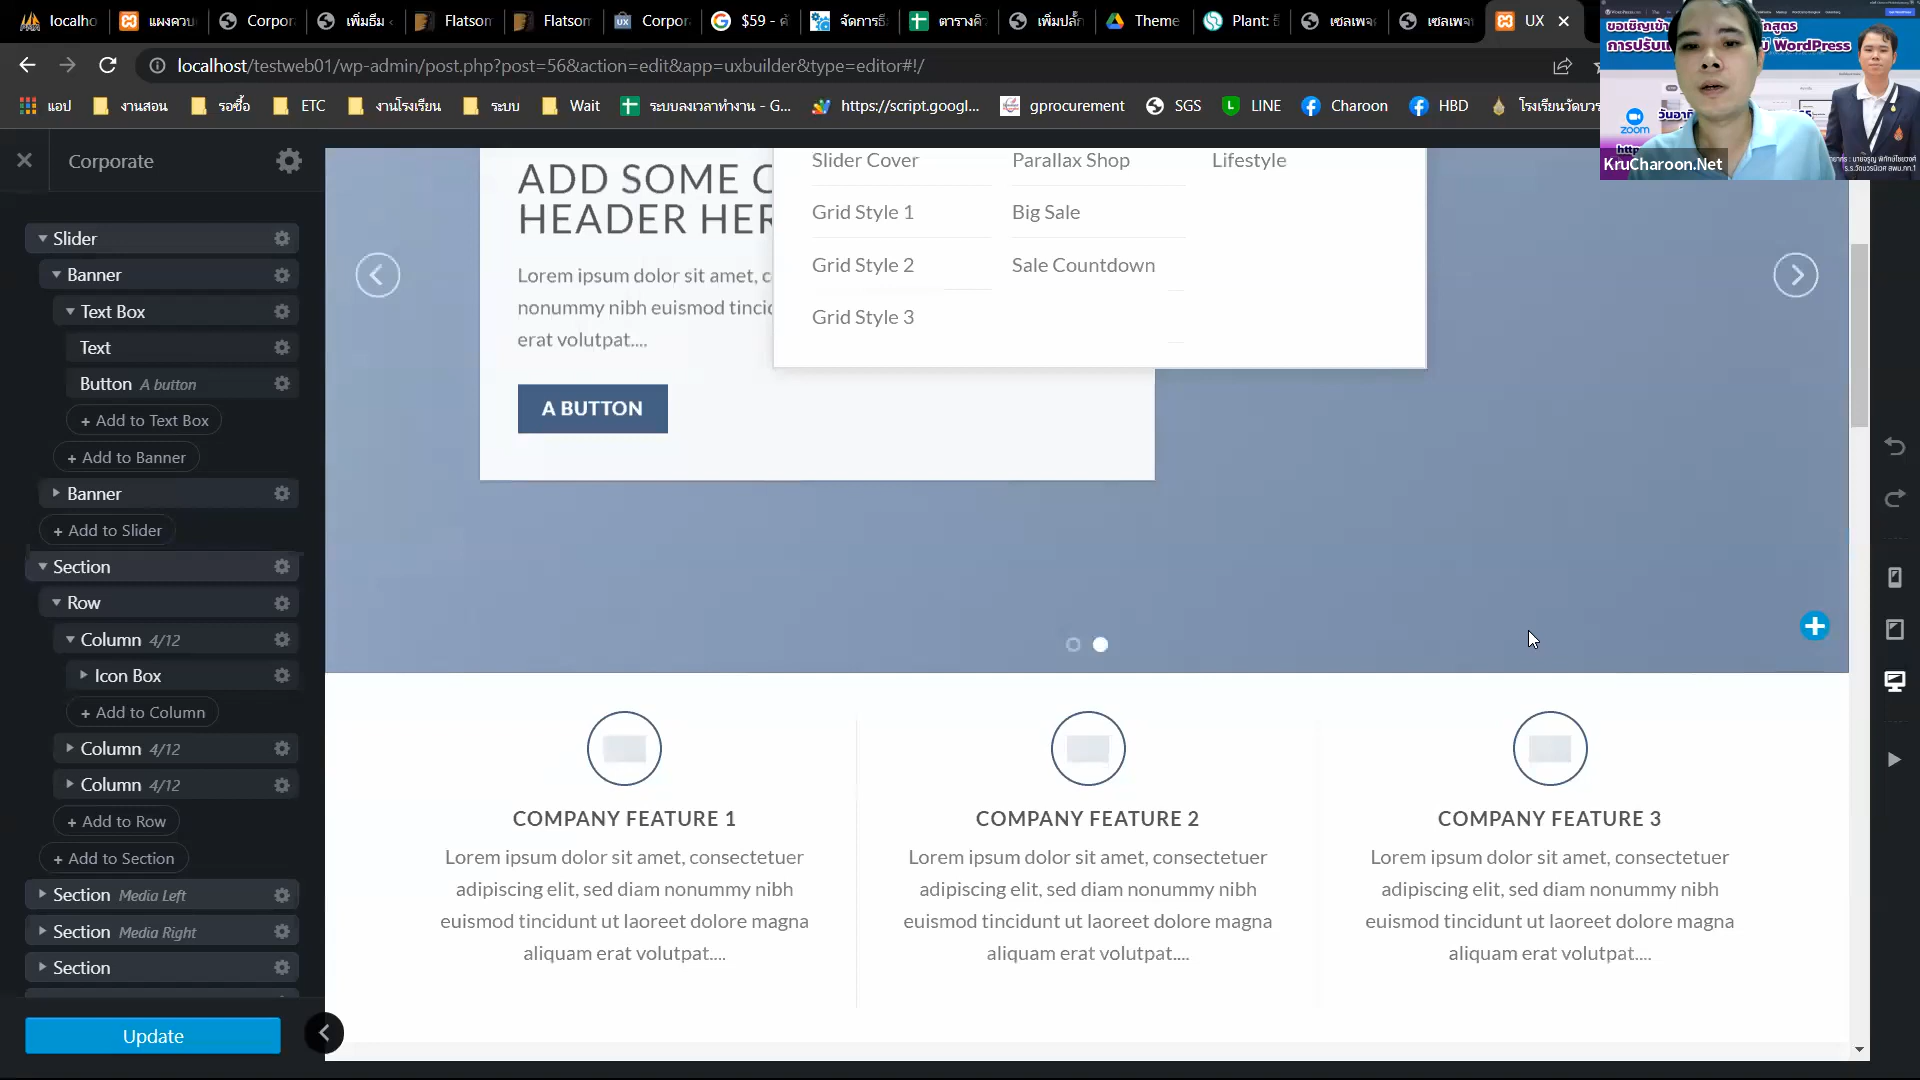 localho
แผงควบ
Corpor
เพิ่มธีม ‹
Flatsom
Flatsom
Corpor
$59 - ค
จัดการธี
ตารางคิว
เพิ่มปลั๊ก
Theme
Plant: ธี
เซลเพจ
เซลเพจ
UX
localhost/testweb01/wp-admin/post.php?post=56&action=edit&app=uxbuilder&type=editor#!/
แอป
งานสอน
รอซื้อ
ETC
งานโรงเรียน
ระบบ
Wait
ระบบลงเวลาทำงาน - G...
https://script.googl...
gprocurement
SGS
LINE
Charoon
HBD
โรงเรียนวัดบวร
zoom
WordPress
KruCharoon.Net
Corporate
Slider
Banner
Text Box
Text
Button A button
+ Add to Text Box
+ Add to Banner
Banner
+ Add to Slider
Section
Row
Column 4/12
Icon Box
+ Add to Column
Column 4/12
Column 4/12
+ Add to Row
+ Add to Section
Section Media Left
Section Media Right
Section
Update
ADD SOME C
HEADER HER
Lorem ipsum dolor sit amet, c
nonummy nibh euismod tincid
erat volutpat....
A BUTTON
Slider Cover
Parallax Shop
Lifestyle
Grid Style 1
Big Sale
Grid Style 2
Sale Countdown
Grid Style 3
COMPANY FEATURE 1
Lorem ipsum dolor sit amet, consectetuer
adipiscing elit, sed diam nonummy nibh
euismod tincidunt ut laoreet dolore magna
aliquam erat volutpat....
COMPANY FEATURE 2
Lorem ipsum dolor sit amet, consectetuer
adipiscing elit, sed diam nonummy nibh
euismod tincidunt ut laoreet dolore magna
aliquam erat volutpat....
COMPANY FEATURE 3
Lorem ipsum dolor sit amet, consectetuer
adipiscing elit, sed diam nonummy nibh
euismod tincidunt ut laoreet dolore magna
aliquam erat volutpat....